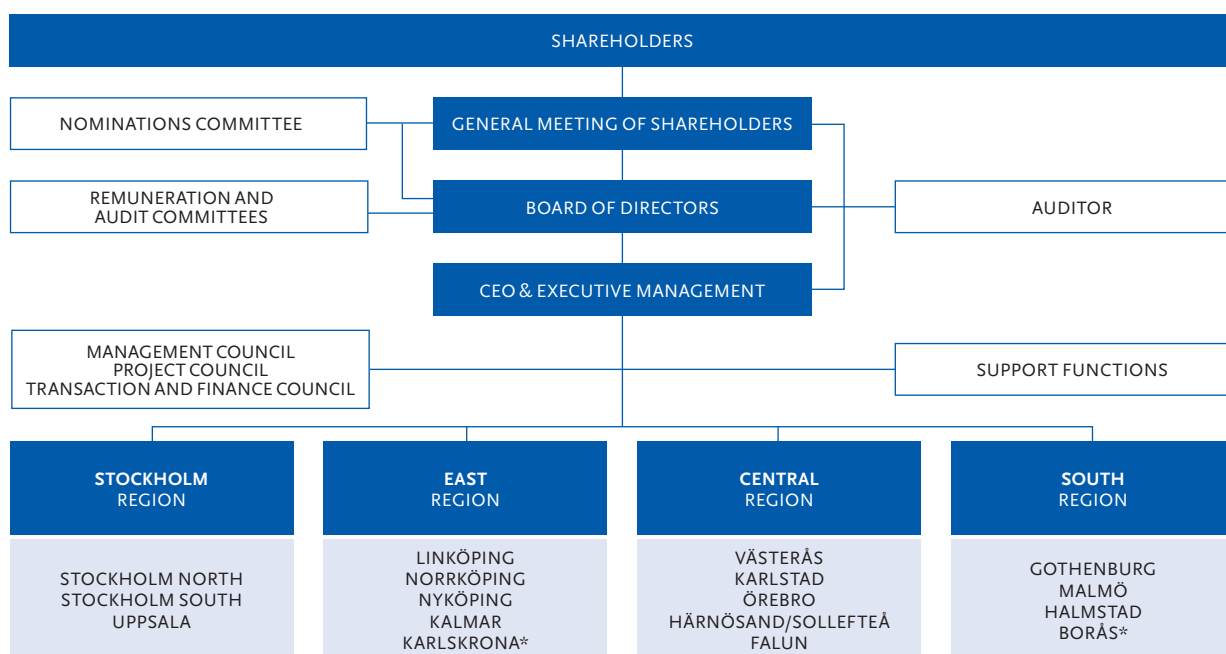 SHAREHOLDERS
NOMINATIONS COMMITTEE
GENERAL MEETING OF SHAREHOLDERS
REMUNERATION AND
AUDIT COMMITTEES
BOARD OF DIRECTORS
AUDITOR
CEO & EXECUTIVE MANAGEMENT
MANAGEMENT COUNCIL
PROJECT COUNCIL
TRANSACTION AND FINANCE COUNCIL
SUPPORT FUNCTIONS
STOCKHOLM
REGION
STOCKHOLM NORTH
STOCKHOLM SOUTH
UPPSALA
EAST
REGION
LINKÖPING
NORRKÖPING
NYKÖPING
KALMAR
KARLSKRONA*
CENTRAL
REGION
VÄSTERÅS
KARLSTAD
ÖREBRO
HÄRNÖSAND/SOLLEFTEÅ
FALUN
SOUTH
REGION
GOTHENBURG
MALMÖ
HALMSTAD
BORÅS*